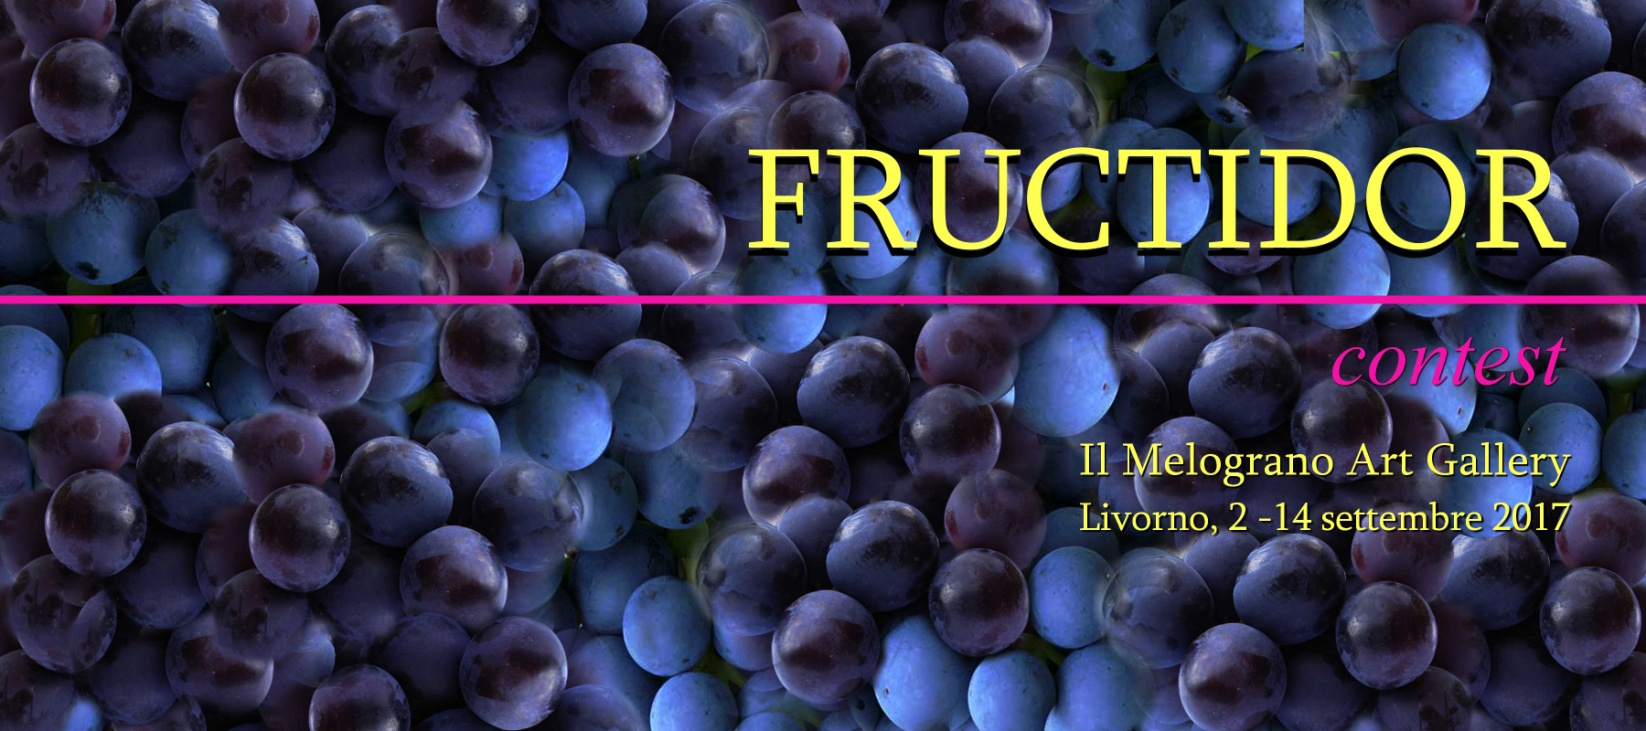 FRUCTIDOR
contest
Il Melograno Art Gallery
Livorno, 2 -14 settembre 2017